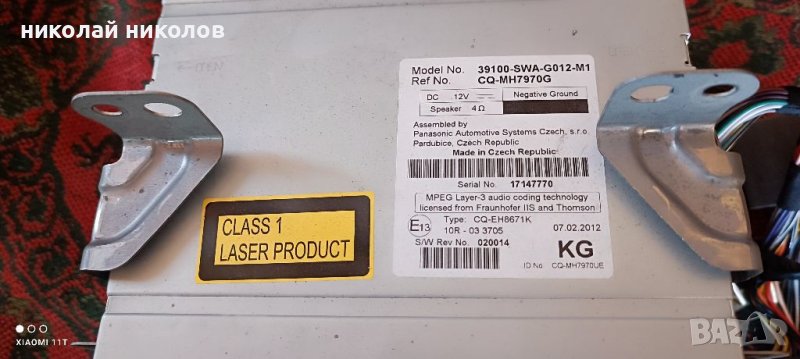 николай николов
Model No. 39100-SWA-G012-M1
Ref No. CQ-MH7970G
DC 12V Negative Ground
Speaker 4Ω
Assembled by
Panasonic Automotive Systems Czech, s.r.o.
Pardubice, Czech Republic
Made in Czech Republic
Serial No. 17147770
MPEG Layer-3 audio coding technology
licensed from Fraunhofer IIS and Thomson
E13
Type: CQ-EH8671K
10R - 03 3705
07.02.2012
S/W Rev No. 020014
KG
ID No. CQ-MH7970UE
CLASS 1
LASER PRODUCT
XIAOMI 11T
BAZAR